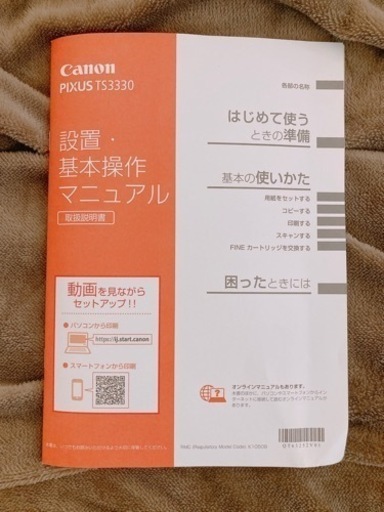 Canon
PIXUS TS3330
設置・
基本操作
マニュアル
取扱説明書
動画を見ながら
セットアップ!!
パソコンから印刷
https://ij.start.canon
スマートフォンから印刷
各部の名称
はじめて使う
ときの準備
基本の使いかた
用紙をセットする
コピーする
印刷する
スキャンする
FINE カートリッジを交換する
困ったときには
オンラインマニュアルもあります。
RMC (Regulatory Model Code):